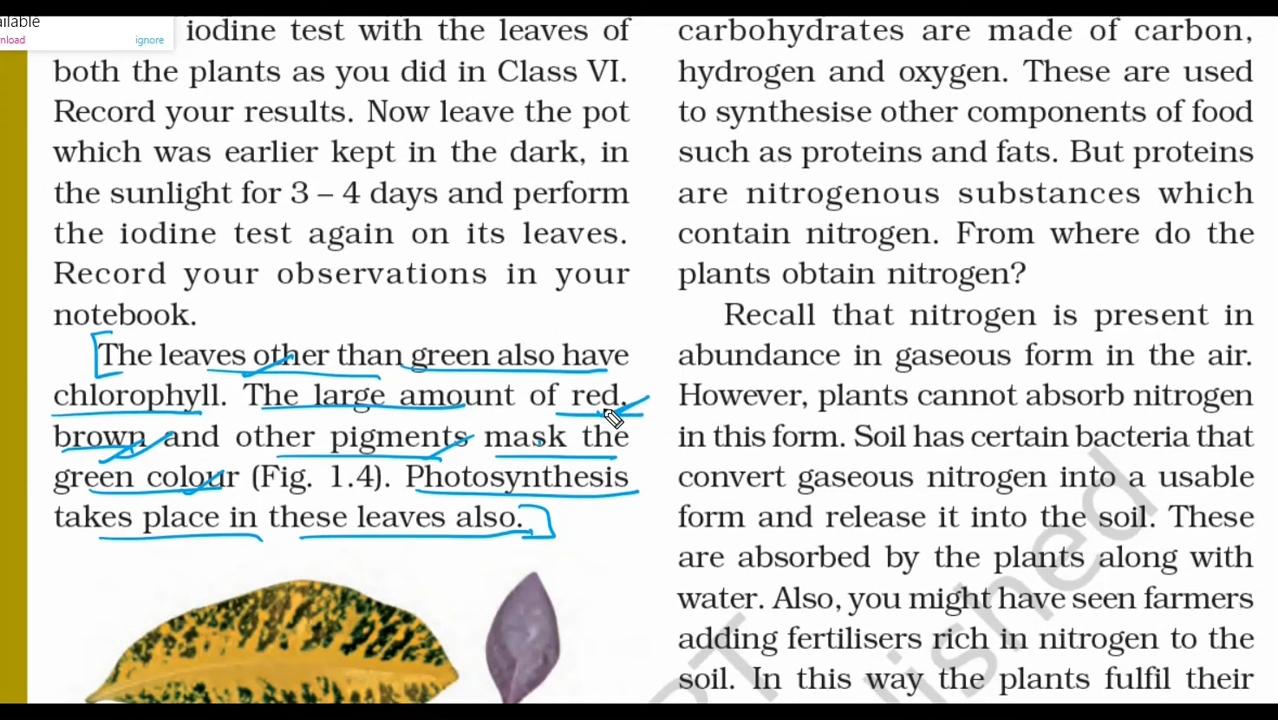 ailable
nload ignore
iodine test with the leaves of
both the plants as you did in Class VI.
Record your results. Now leave the pot
which was earlier kept in the dark, in
the sunlight for 3 – 4 days and perform
the iodine test again on its leaves.
Record your observations in your
notebook.
The leaves other than green also have
chlorophyll. The large amount of red,
brown and other pigments mask the
green colour (Fig. 1.4). Photosynthesis
takes place in these leaves also.
carbohydrates are made of carbon,
hydrogen and oxygen. These are used
to synthesise other components of food
such as proteins and fats. But proteins
are nitrogenous substances which
contain nitrogen. From where do the
plants obtain nitrogen?
Recall that nitrogen is present in
abundance in gaseous form in the air.
However, plants cannot absorb nitrogen
in this form. Soil has certain bacteria that
convert gaseous nitrogen into a usable
form and release it into the soil. These
are absorbed by the plants along with
water. Also, you might have seen farmers
adding fertilisers rich in nitrogen to the
soil. In this way the plants fulfil their